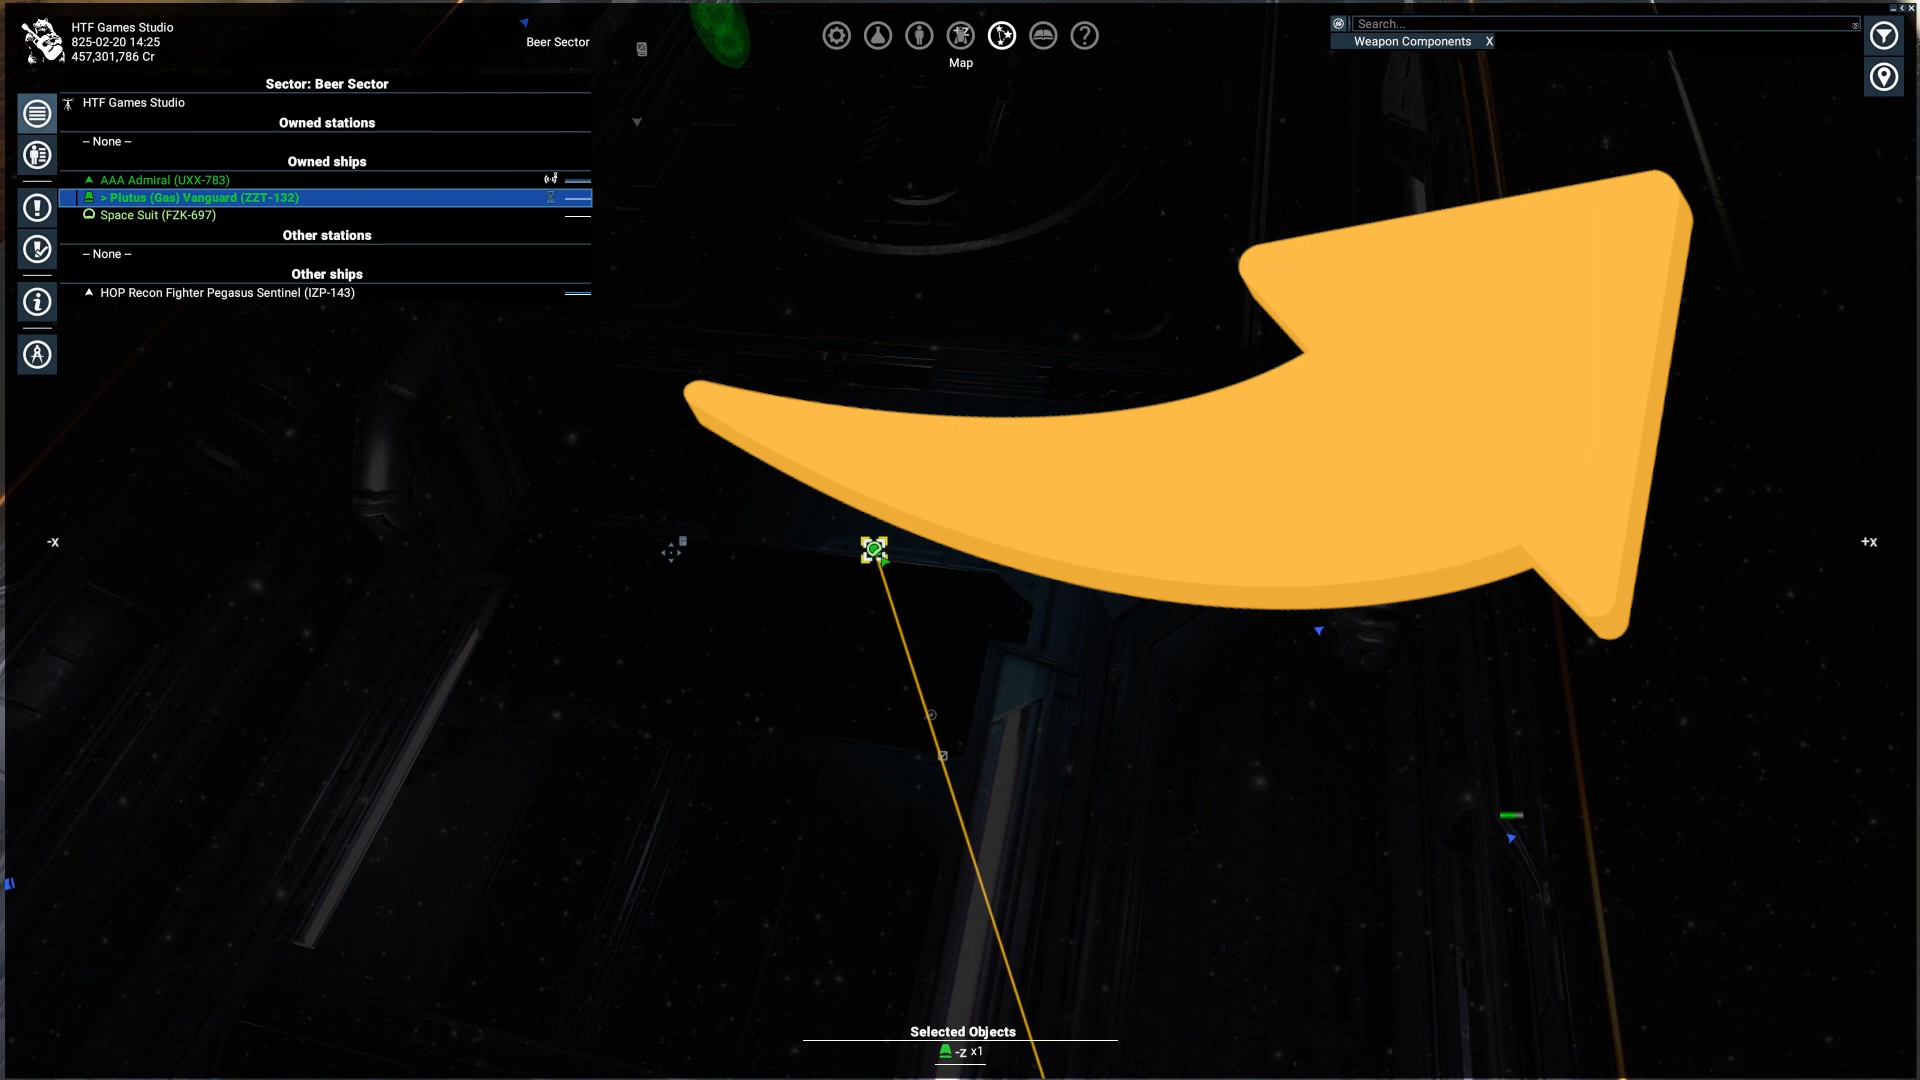 HTF Games Studio
825-02-20 14:25
457,301,786 Cr
Beer Sector
+z
Map
Search...
Weapon Components X
Sector: Beer Sector
HTF Games Studio
Owned stations
-- None --
Owned ships
AAA Admiral (UXX-783)
> Plutus (Gas) Vanguard (ZZT-132)
Space Suit (FZK-697)
Other stations
-- None --
Other ships
HOP Recon Fighter Pegasus Sentinel (IZP-143)
-x
+x
Selected Objects
-z x1